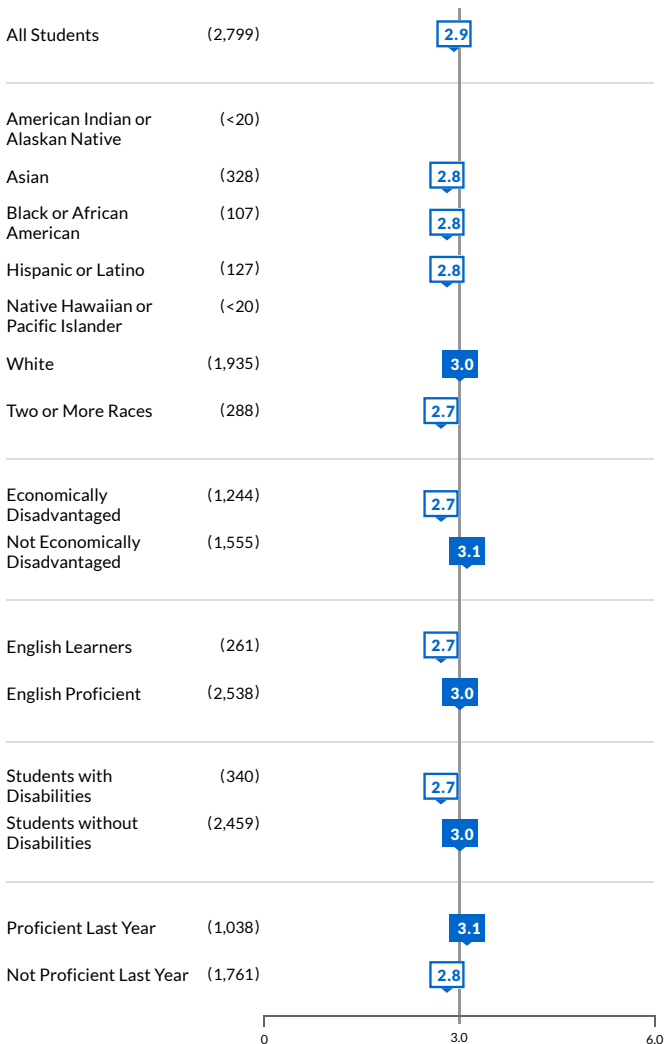 All Students (2,799) 2.9
American Indian or (<20)
Alaskan Native
Asian (328) 2.8
Black or African (107) 2.8
American
Hispanic or Latino (127) 2.8
Native Hawaiian or (<20)
Pacific Islander
White (1,935) 3.0
Two or More Races (288) 2.7
Economically (1,244) 2.7
Disadvantaged
Not Economically (1,555) 3.1
Disadvantaged
English Learners (261) 2.7
English Proficient (2,538) 3.0
Students with (340) 2.7
Disabilities
Students without (2,459) 3.0
Disabilities
Proficient Last Year (1,038) 3.1
Not Proficient Last Year (1,761) 2.8
0 3.0 6.0